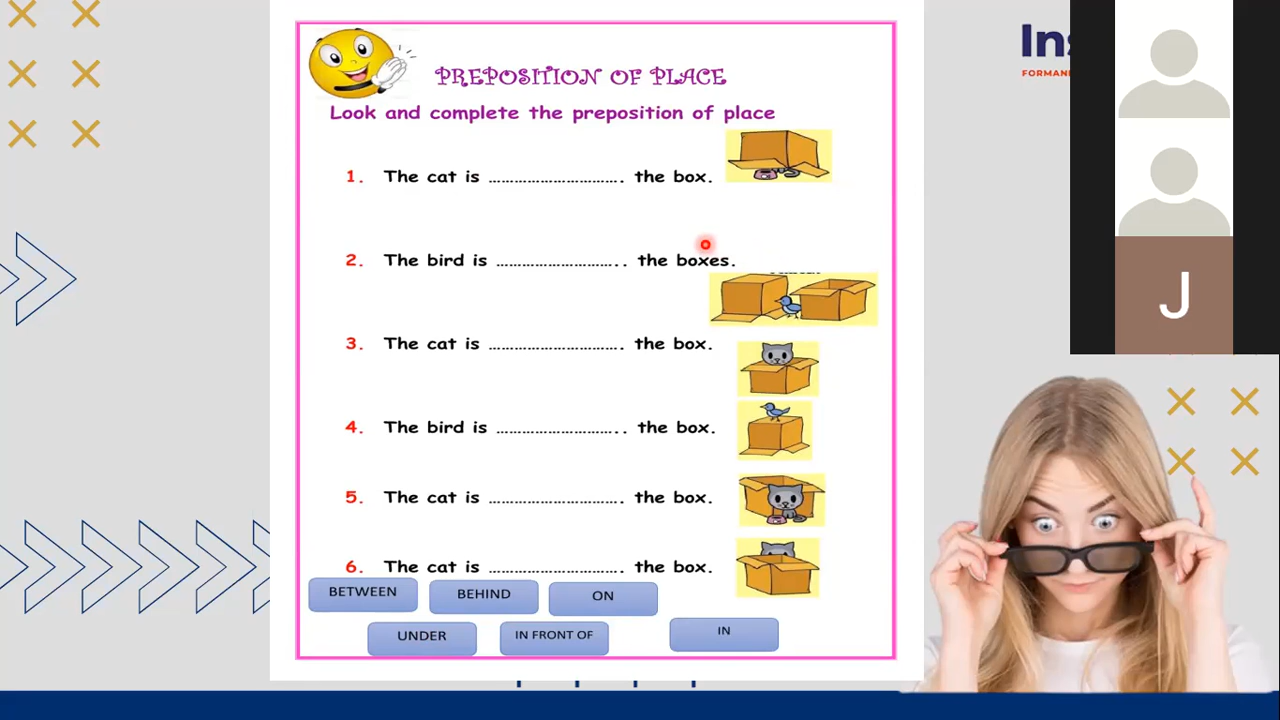 Ins
FORMAN
PREPOSITION OF PLACE
Look and complete the preposition of place
1. The cat is ............................. the box.
2. The bird is ............................. the boxes.
3. The cat is ............................. the box.
4. The bird is ............................. the box.
5. The cat is ............................. the box.
6. The cat is ............................. the box.
BETWEEN BEHIND ON
UNDER IN FRONT OF IN
J